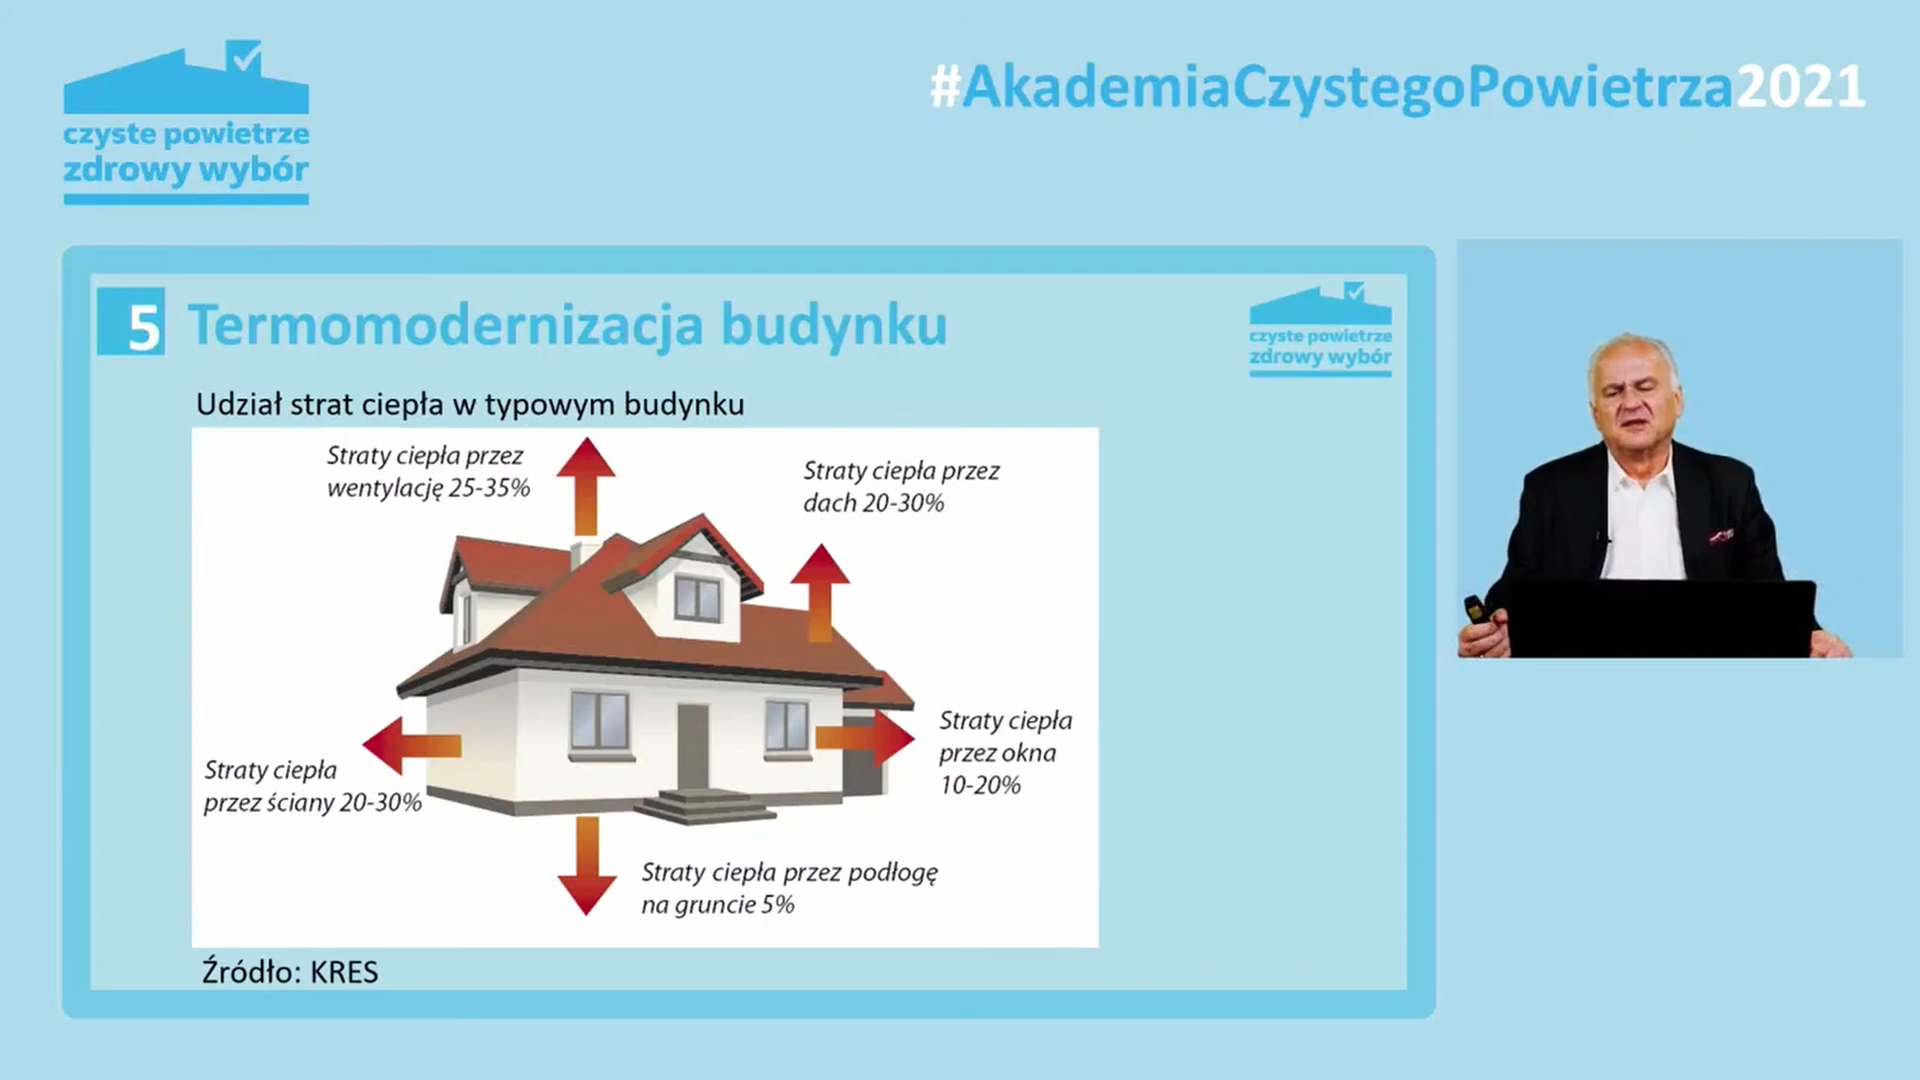 czyste powietrze
zdrowy wybór
#AkademiaCzystegoPowietrza2021
5 Termomodernizacja budynku
czyste powietrze
zdrowy wybór
Udział strat ciepła w typowym budynku
Straty ciepła przez
wentylację 25-35%
Straty ciepła przez
dach 20-30%
Straty ciepła
przez okna
10-20%
Straty ciepła
przez ściany 20-30%
Straty ciepła przez podłogę
na gruncie 5%
Źródło: KRES